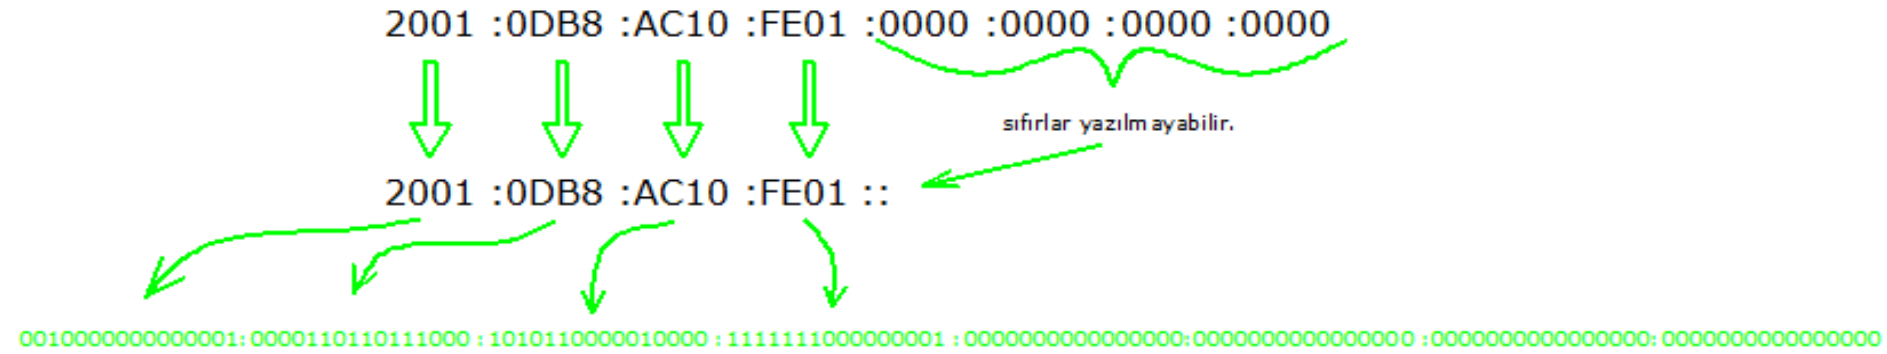 2001 :0DB8 :AC10 :FE01 :0000 :0000 :0000 :0000
sıfırlar yazılmayabilir.
2001 :0DB8 :AC10 :FE01 ::
0010000000000001:0000110110111000 :1010110000010000 :1111111000000001 :0000000000000000:0000000000000000 :0000000000000000:0000000000000000